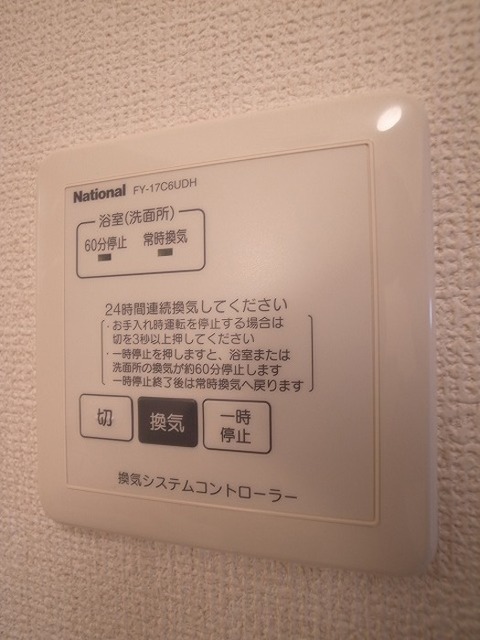 National FY-17C6UDH
浴室(洗面所)
60分停止 常時換気
24時間連続換気してください
・お手入れ時運転を停止する場合は
切を3秒以上押してください
・一時停止を押しますと、浴室または
洗面所の換気が約60分停止します
一時停止終了後は常時換気へ戻ります
切 換気 一時
停止
換気システムコントローラー